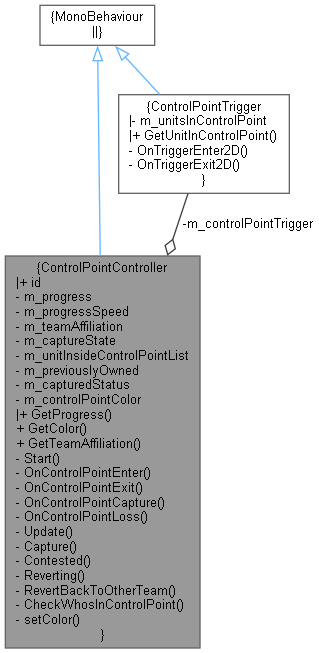 {MonoBehaviour
||}
{ControlPointTrigger
|- m_unitsInControlPoint
|+ GetUnitInControlPoint()
- OnTriggerEnter2D()
- OnTriggerExit2D()
}
-m_controlPointTrigger
{ControlPointController
|+ id
- m_progress
- m_progressSpeed
- m_teamAffiliation
- m_captureState
- m_unitInsideControlPointList
- m_previouslyOwned
- m_capturedStatus
- m_controlPointColor
|+ GetProgress()
+ GetColor()
+ GetTeamAffiliation()
- Start()
- OnControlPointEnter()
- OnControlPointExit()
- OnControlPointCapture()
- OnControlPointLoss()
- Update()
- Capture()
- Contested()
- Reverting()
- RevertBackToOtherTeam()
- CheckWhosInControlPoint()
- setColor()
}